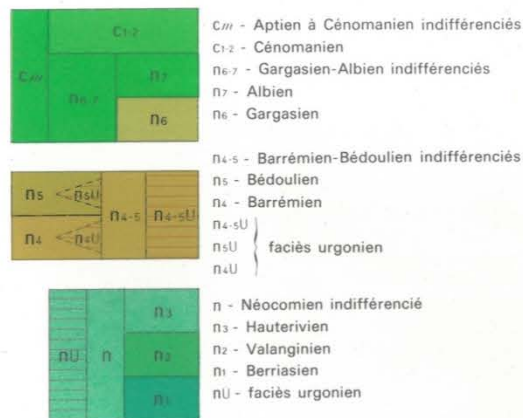 C1-2
Cm
n6-7
n7
n6
Cm - Aptien à Cénomanien indifférenciés
C1-2 - Cénomanien
n6-7 - Gargasien-Albien indifférenciés
n7 - Albien
n6 - Gargasien
n5
n5U
n4-5
n4-5U
n4
n4U
n4-5 - Barrémien-Bédoulien indifférenciés
n5 - Bédoulien
n4 - Barrémien
n4-5U
n5U
n4U
faciès urgonien
nU
n
n3
n2
n1
n - Néocomien indifférencié
n3 - Hauterivien
n2 - Valanginien
n1 - Berriasien
nU - faciès urgonien